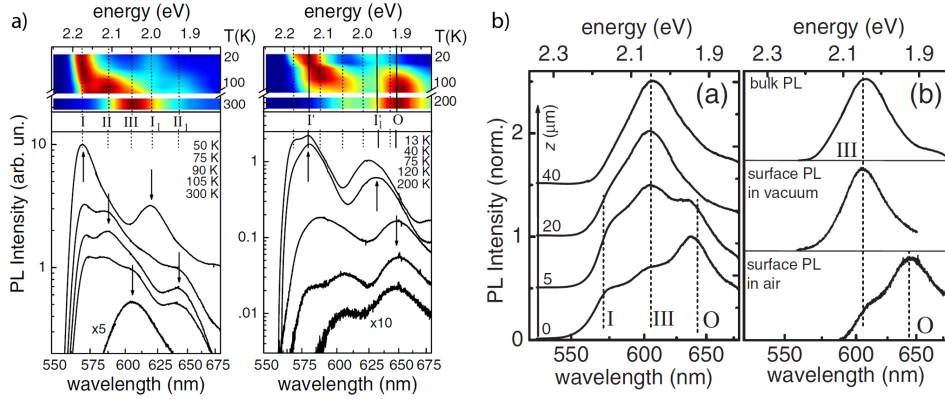 a)
energy (eV)
2.2 2.1 2.0 1.9
T(K)
20
100
300
I II III I⊥ II⊥
PL Intensity (arb. un.)
10
1
50 K
75 K
90 K
105 K
300 K
x5
550 575 600 625 650 675
wavelength (nm)
energy (eV)
2.2 2.1 2.0 1.9
T(K)
20
100
200
I' I'⊥ O
1
0.1
.01
13 K
40 K
75 K
120 K
200 K
x10
550 575 600 625 650 675
wavelength (nm)
b)
energy (eV)
2.3 2.1 1.9
(a)
PL Intensity (norm.)
2
1
0
z (µm)
40
20
5
0
I III O
550 600 650
wavelength (nm)
energy (eV)
2.3 2.1 1.9
bulk PL
(b)
III
surface PL
in vacuum
surface PL
in air
O
550 600 650
wavelength (nm)